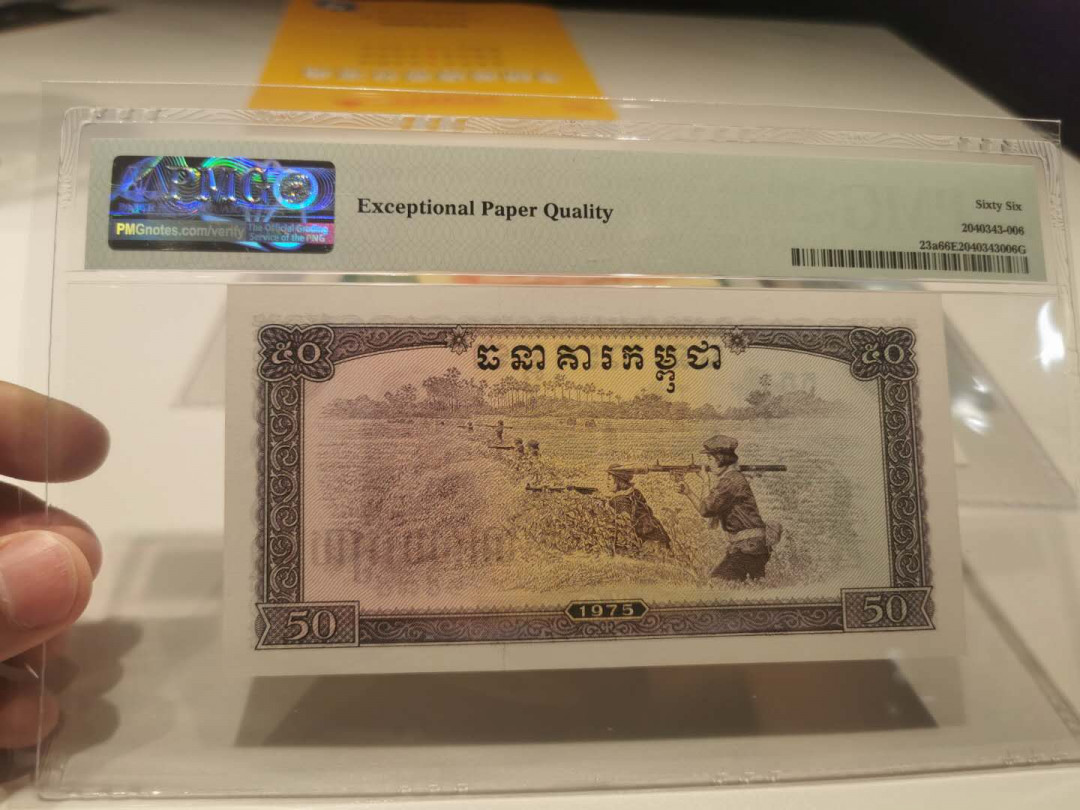 PMG
PMGnotes.com/verify
The Official Grading
Service of the PNG
Exceptional Paper Quality
Sixty Six
2040343-006
23a66E2040343006G
៥០
ធនាគារកម្ពុជា
៥០
50
1975
50